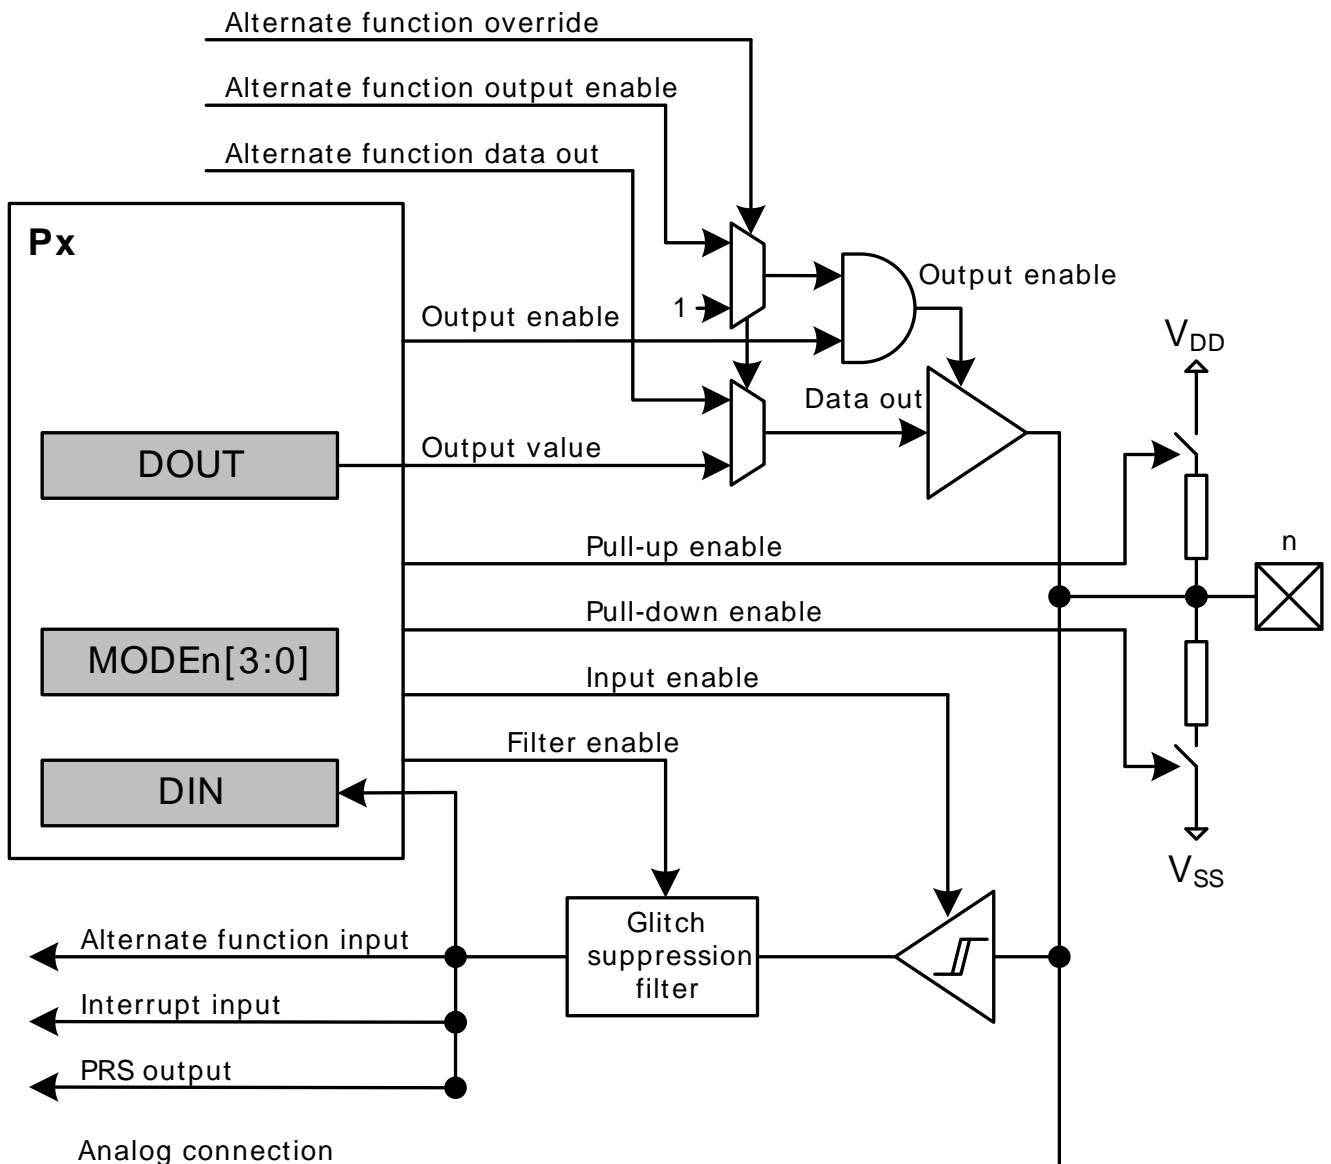 Alternate function override
Alternate function output enable
Alternate function data out
Px
Output enable
1
Output enable
VDD
Data out
DOUT
Output value
n
Pull-up enable
Pull-down enable
MODEn[3:0]
Input enable
Filter enable
DIN
VSS
Glitch
suppression
filter
Alternate function input
Interrupt input
PRS output
Analog connection